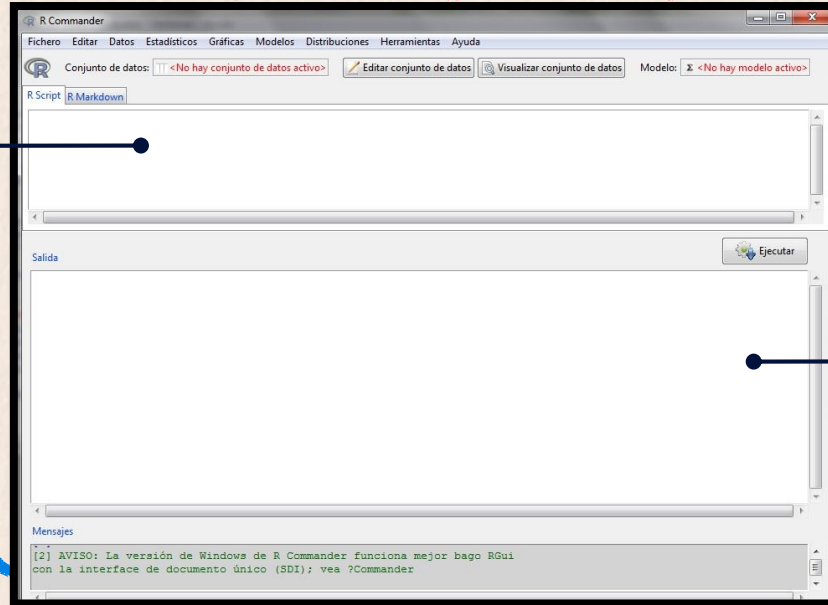 R Commander
Fichero Editar Datos Estadísticos Gráficas Modelos Distribuciones Herramientas Ayuda
Conjunto de datos: <No hay conjunto de datos activo> Editar conjunto de datos Visualizar conjunto de datos Modelo: Σ <No hay modelo activo>
R Script R Markdown
Ejecutar
Salida
Mensajes
[2] AVISO: La versión de Windows de R Commander funciona mejor bago RGui
con la interface de documento único (SDI); vea ?Commander